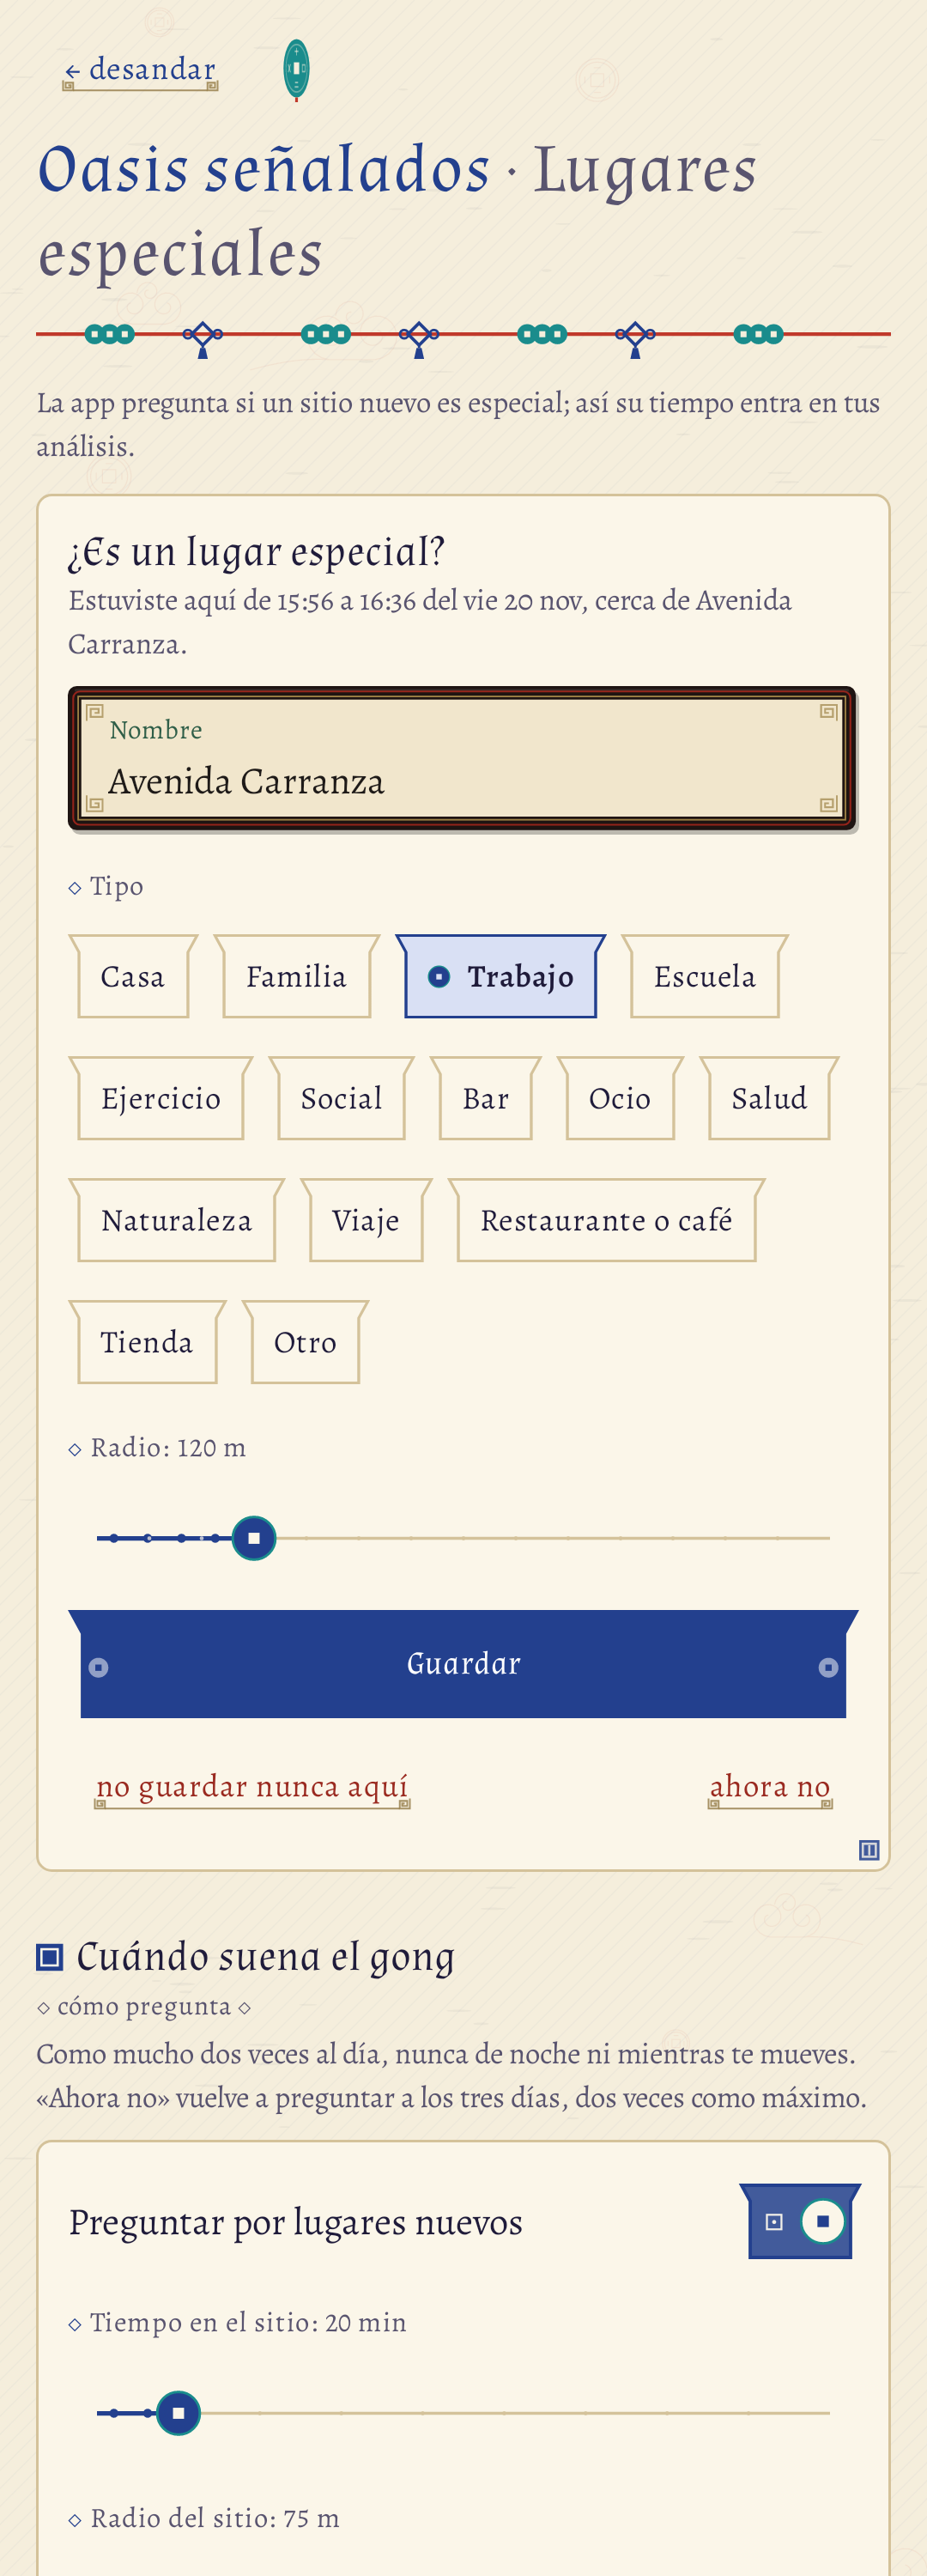 ← desandar
Oasis señalados · Lugares
especiales
La app pregunta si un sitio nuevo es especial; así su tiempo entra en tus
análisis.
¿Es un lugar especial?
Estuviste aquí de 15:56 a 16:36 del vie 20 nov, cerca de Avenida
Carranza.
Nombre
Avenida Carranza
◇ Tipo
Casa Familia Trabajo Escuela
Ejercicio Social Bar Ocio Salud
Naturaleza Viaje Restaurante o café
Tienda Otro
◇ Radio: 120 m
Guardar
no guardar nunca aquí ahora no
Cuándo suena el gong
◇ cómo pregunta ◇
Como mucho dos veces al día, nunca de noche ni mientras te mueves.
«Ahora no» vuelve a preguntar a los tres días, dos veces como máximo.
Preguntar por lugares nuevos
◇ Tiempo en el sitio: 20 min
◇ Radio del sitio: 75 m